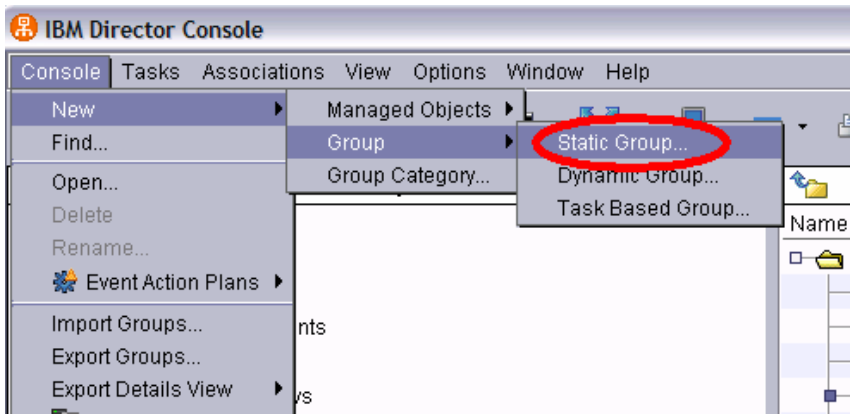 IBM Director Console
Console Tasks Associations View Options Window Help
New
Managed Objects
Find...
Group
Static Group...
Open...
Group Category...
Dynamic Group...
Delete
Task Based Group...
Name
Rename...
Event Action Plans
Import Groups...
nts
Export Groups...
Export Details View
/s